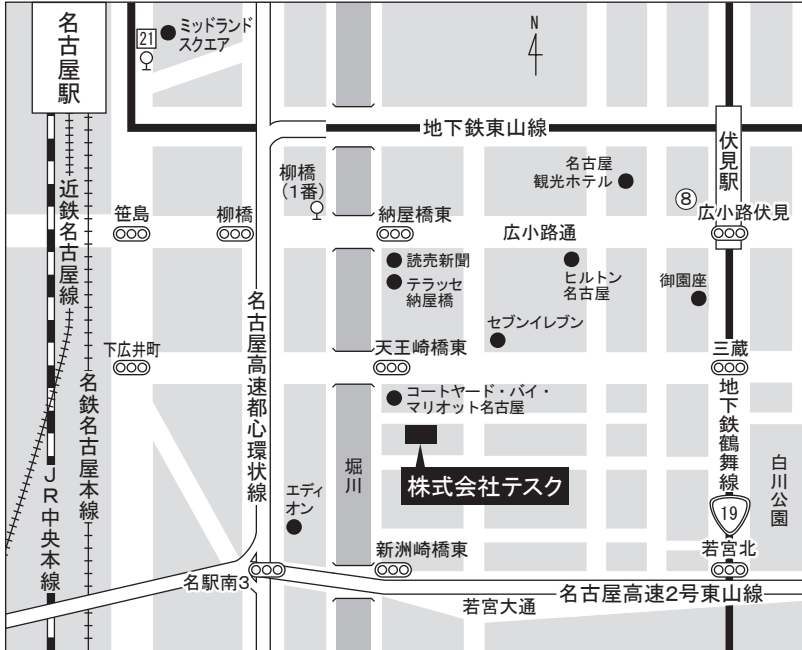 名古屋駅
21
ミッドランド
スクエア
N
地下鉄東山線
伏見駅
名古屋
観光ホテル
柳橋
(1番)
8
笹島
柳橋
納屋橋東
広小路通
広小路伏見
近鉄名古屋線
読売新聞
テラッセ
納屋橋
ヒルトン
名古屋
御園座
名古屋高速都心環状線
セブンイレブン
下広井町
天王崎橋東
三蔵
名鉄名古屋本線
コートヤード・バイ・
マリオット名古屋
地下鉄鶴舞線
JR中央本線
堀川
株式会社テスク
白川公園
エディ
オン
19
新洲崎橋東
若宮北
名駅南3
若宮大通
名古屋高速2号東山線